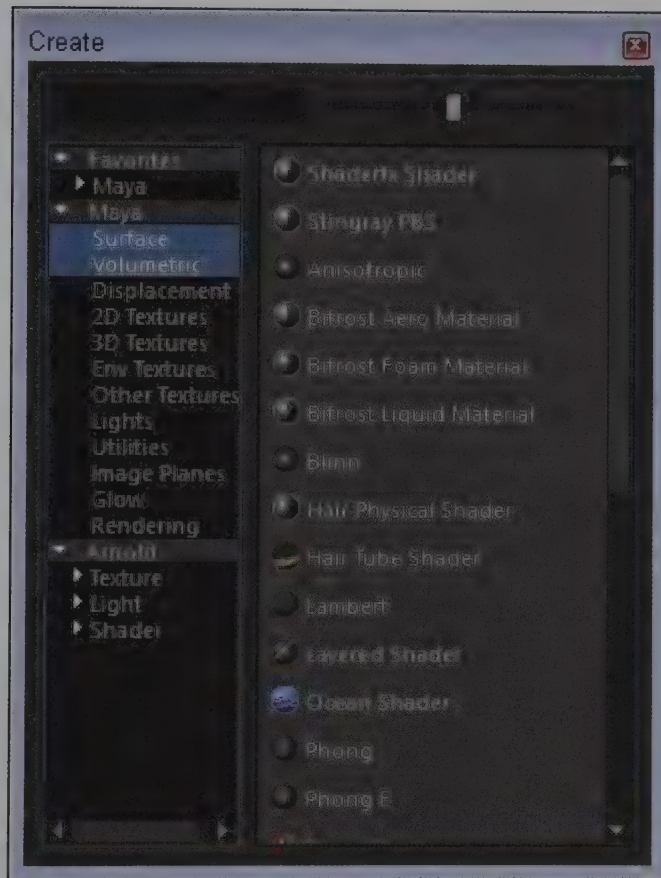 Create
Favorites
Maya
Maya
Surface
Volumetric
Displacement
2D Textures
3D Textures
Env Textures
Other Textures
Lights
Utilities
Image Planes
Glow
Rendering
Arnold
Texture
Light
Shader
Shaderfx Shader
Stingray PBS
Anisotropic
Bifrost Aero Material
Bifrost Foam Material
Bifrost Liquid Material
Blinn
Hair Physical Shader
Hair Tube Shader
Lambert
Layered Shader
Ocean Shader
Phong
Phong E